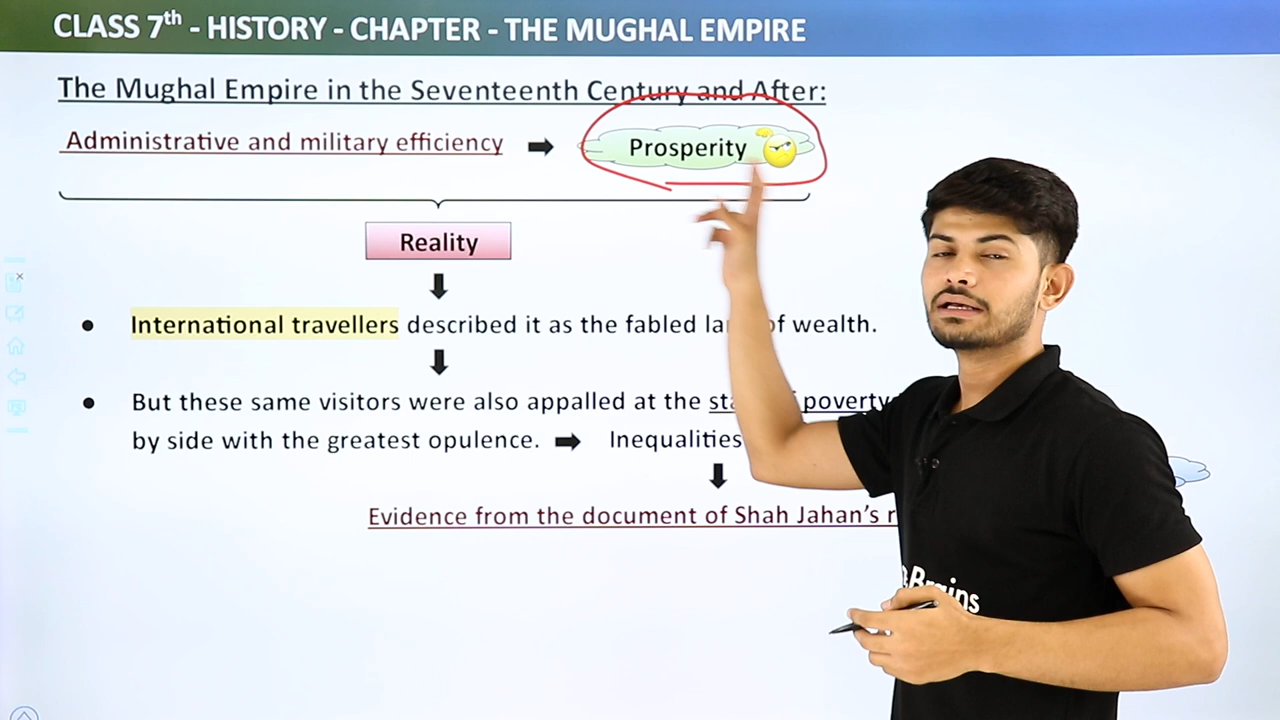 CLASS 7th - HISTORY - CHAPTER - THE MUGHAL EMPIRE
The Mughal Empire in the Seventeenth Century and After:
Administrative and military efficiency ➡ Prosperity
Reality
● International travellers described it as the fabled of wealth.
● But these same visitors were also appalled at the poverty
by side with the greatest opulence. ➡ Inequalities
Evidence from the document of Shah Jahan's
Brains